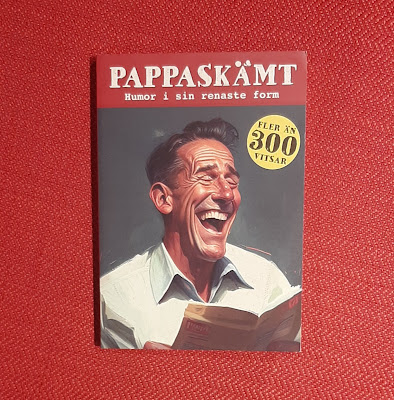 PAPPASKÄMT
Humor i sin renaste form
FLER ÄN
300
VITSAR